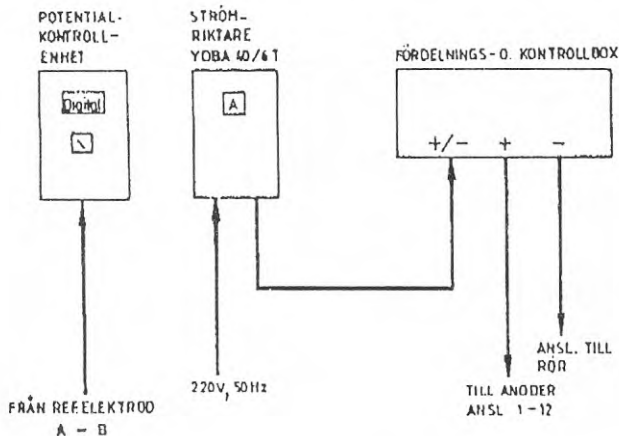 POTENTIAL-
KONTROLL-
ENHET
Digital
STRÖM-
RIKTARE
YOBA 40/6T
A
FÖRDELNINGS- O. KONTROLLBOX
+/- + -
ANSL. TILL
RÖR
TILL ANODER
ANSL 1-12
220V, 50Hz
FRÅN REF.ELEKTROD
A - B